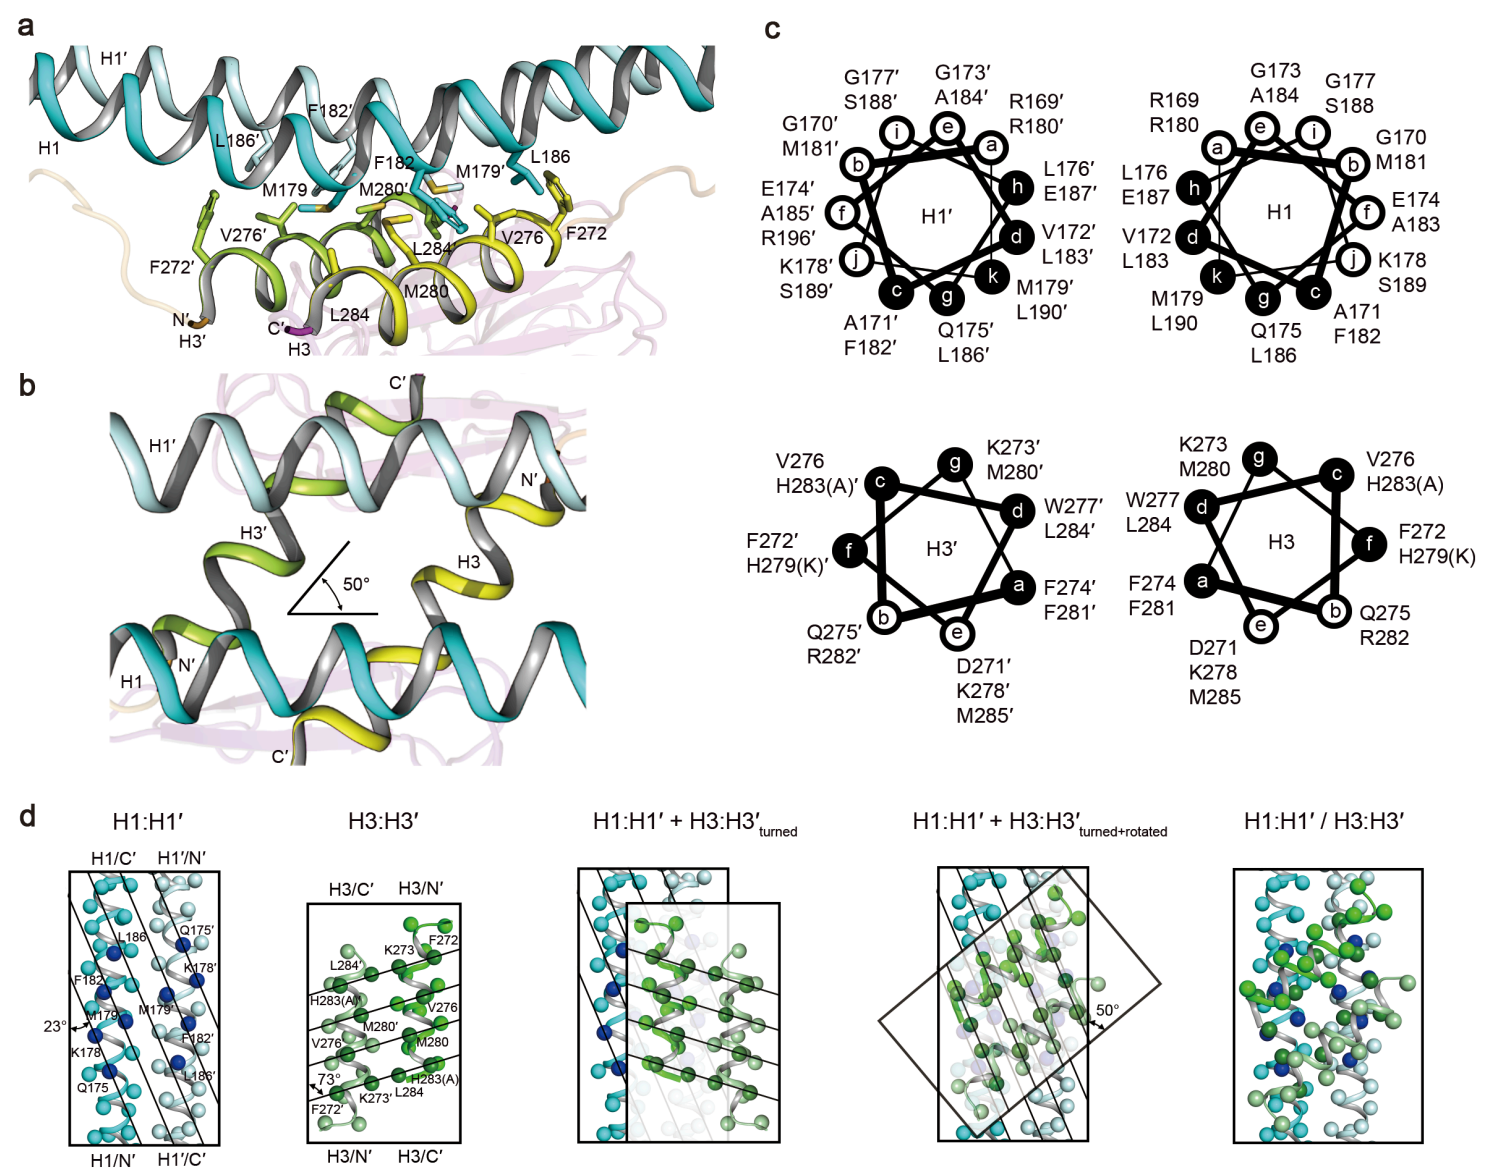 a
H1′
F182′
H1
L186′
F182
M179′
L186
M179
M280′
V276′
L284′
V276
F272
F272′
M280
L284
N′
H3′
C′
H3
b
C′
H1′
N′
H3′
H3
50°
H1
N′
C′
c
G177′
S188′
G173′
A184′
R169′
R180′
G170′
M181′
L176′
E187′
E174′
A185′
R196′
H1′
V172′
L183′
K178′
S189′
M179′
L190′
A171′
F182′
Q175′
L186′
i
e
a
b
h
f
d
j
k
c
g
G173
A184
G177
S188
R169
R180
G170
M181
L176
E187
H1
E174
A183
V172
L183
K178
S189
M179
L190
Q175
L186
A171
F182
e
i
a
b
h
f
d
j
k
g
c
V276
H283(A)′
K273′
M280′
W277′
L284′
F272′
H279(K)′
H3′
F274′
F281′
Q275′
R282′
D271′
K278′
M285′
g
c
d
f
a
b
e
K273
M280
V276
H283(A)
W277
L284
H3
F272
H279(K)
F274
F281
Q275
R282
D271
K278
M285
g
c
d
f
a
b
e
d
H1:H1′
H1/C′ H1′/N′
Q175′
L186
K178′
F182
M179′
M179
23°
F182′
K178
L186′
Q175
H1/N′ H1′/C′
H3:H3′
H3/C′ H3/N′
F272
K273
L284′
H283(A)′
V276
M280′
V276
M280
73°
H283(A)
L284
K273′
F272′
H3/N′ H3/C′
H1:H1′ + H3:H3′turned
H1:H1′ + H3:H3′turned+rotated
50°
H1:H1′ / H3:H3′